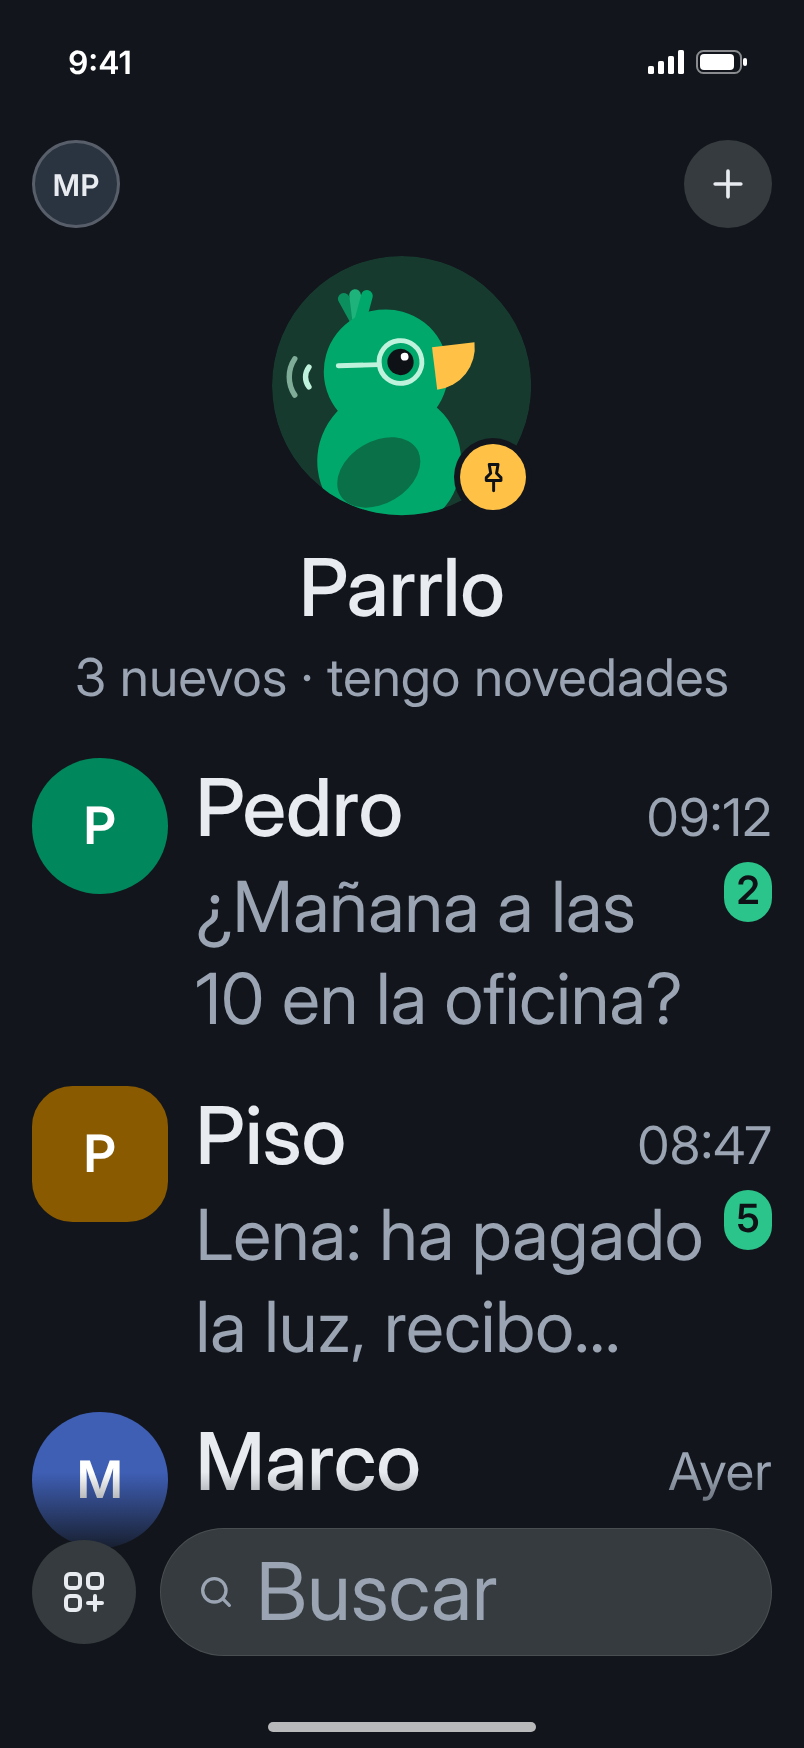 9:41
MP
Parrlo
3 nuevos · tengo novedades
P
Pedro
09:12
¿Mañana a las
2
10 en la oficina?
P
Piso
08:47
Lena: ha pagado
5
la luz, recibo...
M
Marco
Ayer
Buscar